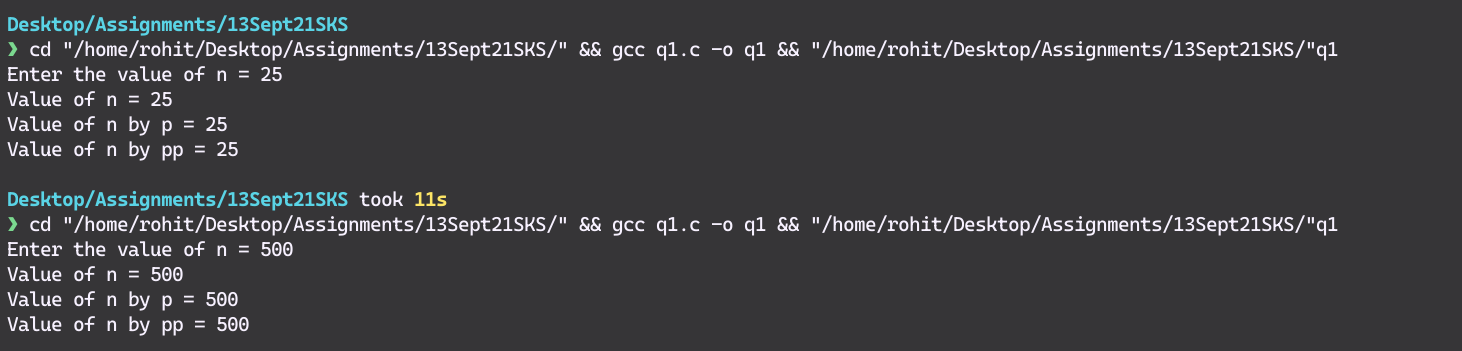 Desktop/Assignments/13Sept21SKS
❯ cd "/home/rohit/Desktop/Assignments/13Sept21SKS/" && gcc q1.c -o q1 && "/home/rohit/Desktop/Assignments/13Sept21SKS/"q1
Enter the value of n = 25
Value of n = 25
Value of n by p = 25
Value of n by pp = 25
Desktop/Assignments/13Sept21SKS took 11s
❯ cd "/home/rohit/Desktop/Assignments/13Sept21SKS/" && gcc q1.c -o q1 && "/home/rohit/Desktop/Assignments/13Sept21SKS/"q1
Enter the value of n = 500
Value of n = 500
Value of n by p = 500
Value of n by pp = 500